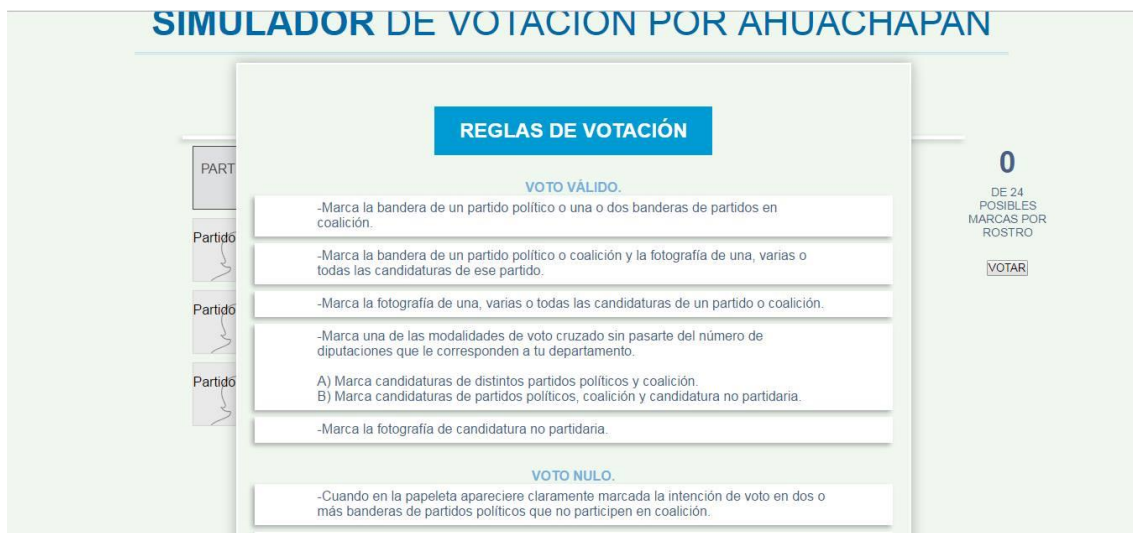 SIMULADOR DE VOTACIÓN POR AHUACHAPÁN
REGLAS DE VOTACIÓN
VOTO VÁLIDO.
-Marca la bandera de un partido político o una o dos banderas de partidos en
coalición.
-Marca la bandera de un partido político o coalición y la fotografía de una, varias o
todas las candidaturas de ese partido.
-Marca la fotografía de una, varias o todas las candidaturas de un partido o coalición.
-Marca una de las modalidades de voto cruzado sin pasarte del número de
diputaciones que le corresponden a tu departamento.
A) Marca candidaturas de distintos partidos políticos y coalición.
B) Marca candidaturas de partidos políticos, coalición y candidatura no partidaria.
-Marca la fotografía de candidatura no partidaria.
VOTO NULO.
-Cuando en la papeleta apareciere claramente marcada la intención de voto en dos o
más banderas de partidos políticos que no participen en coalición.
PART
Partido
Partido
Partido
0
DE 24
POSIBLES
MARCAS POR
ROSTRO
VOTAR